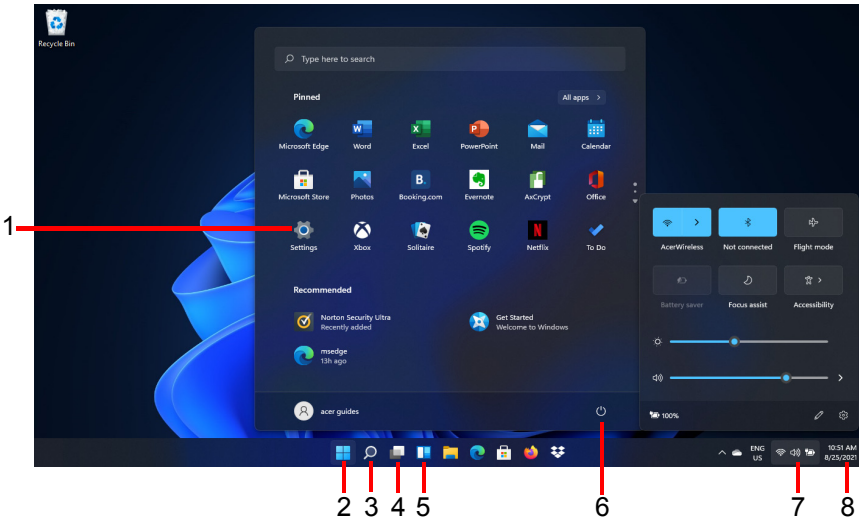 Recycle Bin
Type here to search
Pinned
All apps >
Microsoft Edge
Word
Excel
PowerPoint
Mail
Calendar
Microsoft Store
Photos
Booking.com
Evernote
AxCrypt
Office
Settings
Xbox
Solitaire
Spotify
Netflix
To Do
Recommended
Norton Security Ultra
Recently added
Get Started
Welcome to Windows
msedge
13h ago
acer guides
AcerWireless
Not connected
Flight mode
Battery saver
Focus assist
Accessibility
100%
ENG
US
10:51 AM
8/25/2021
1
2 3 4 5 6 7 8